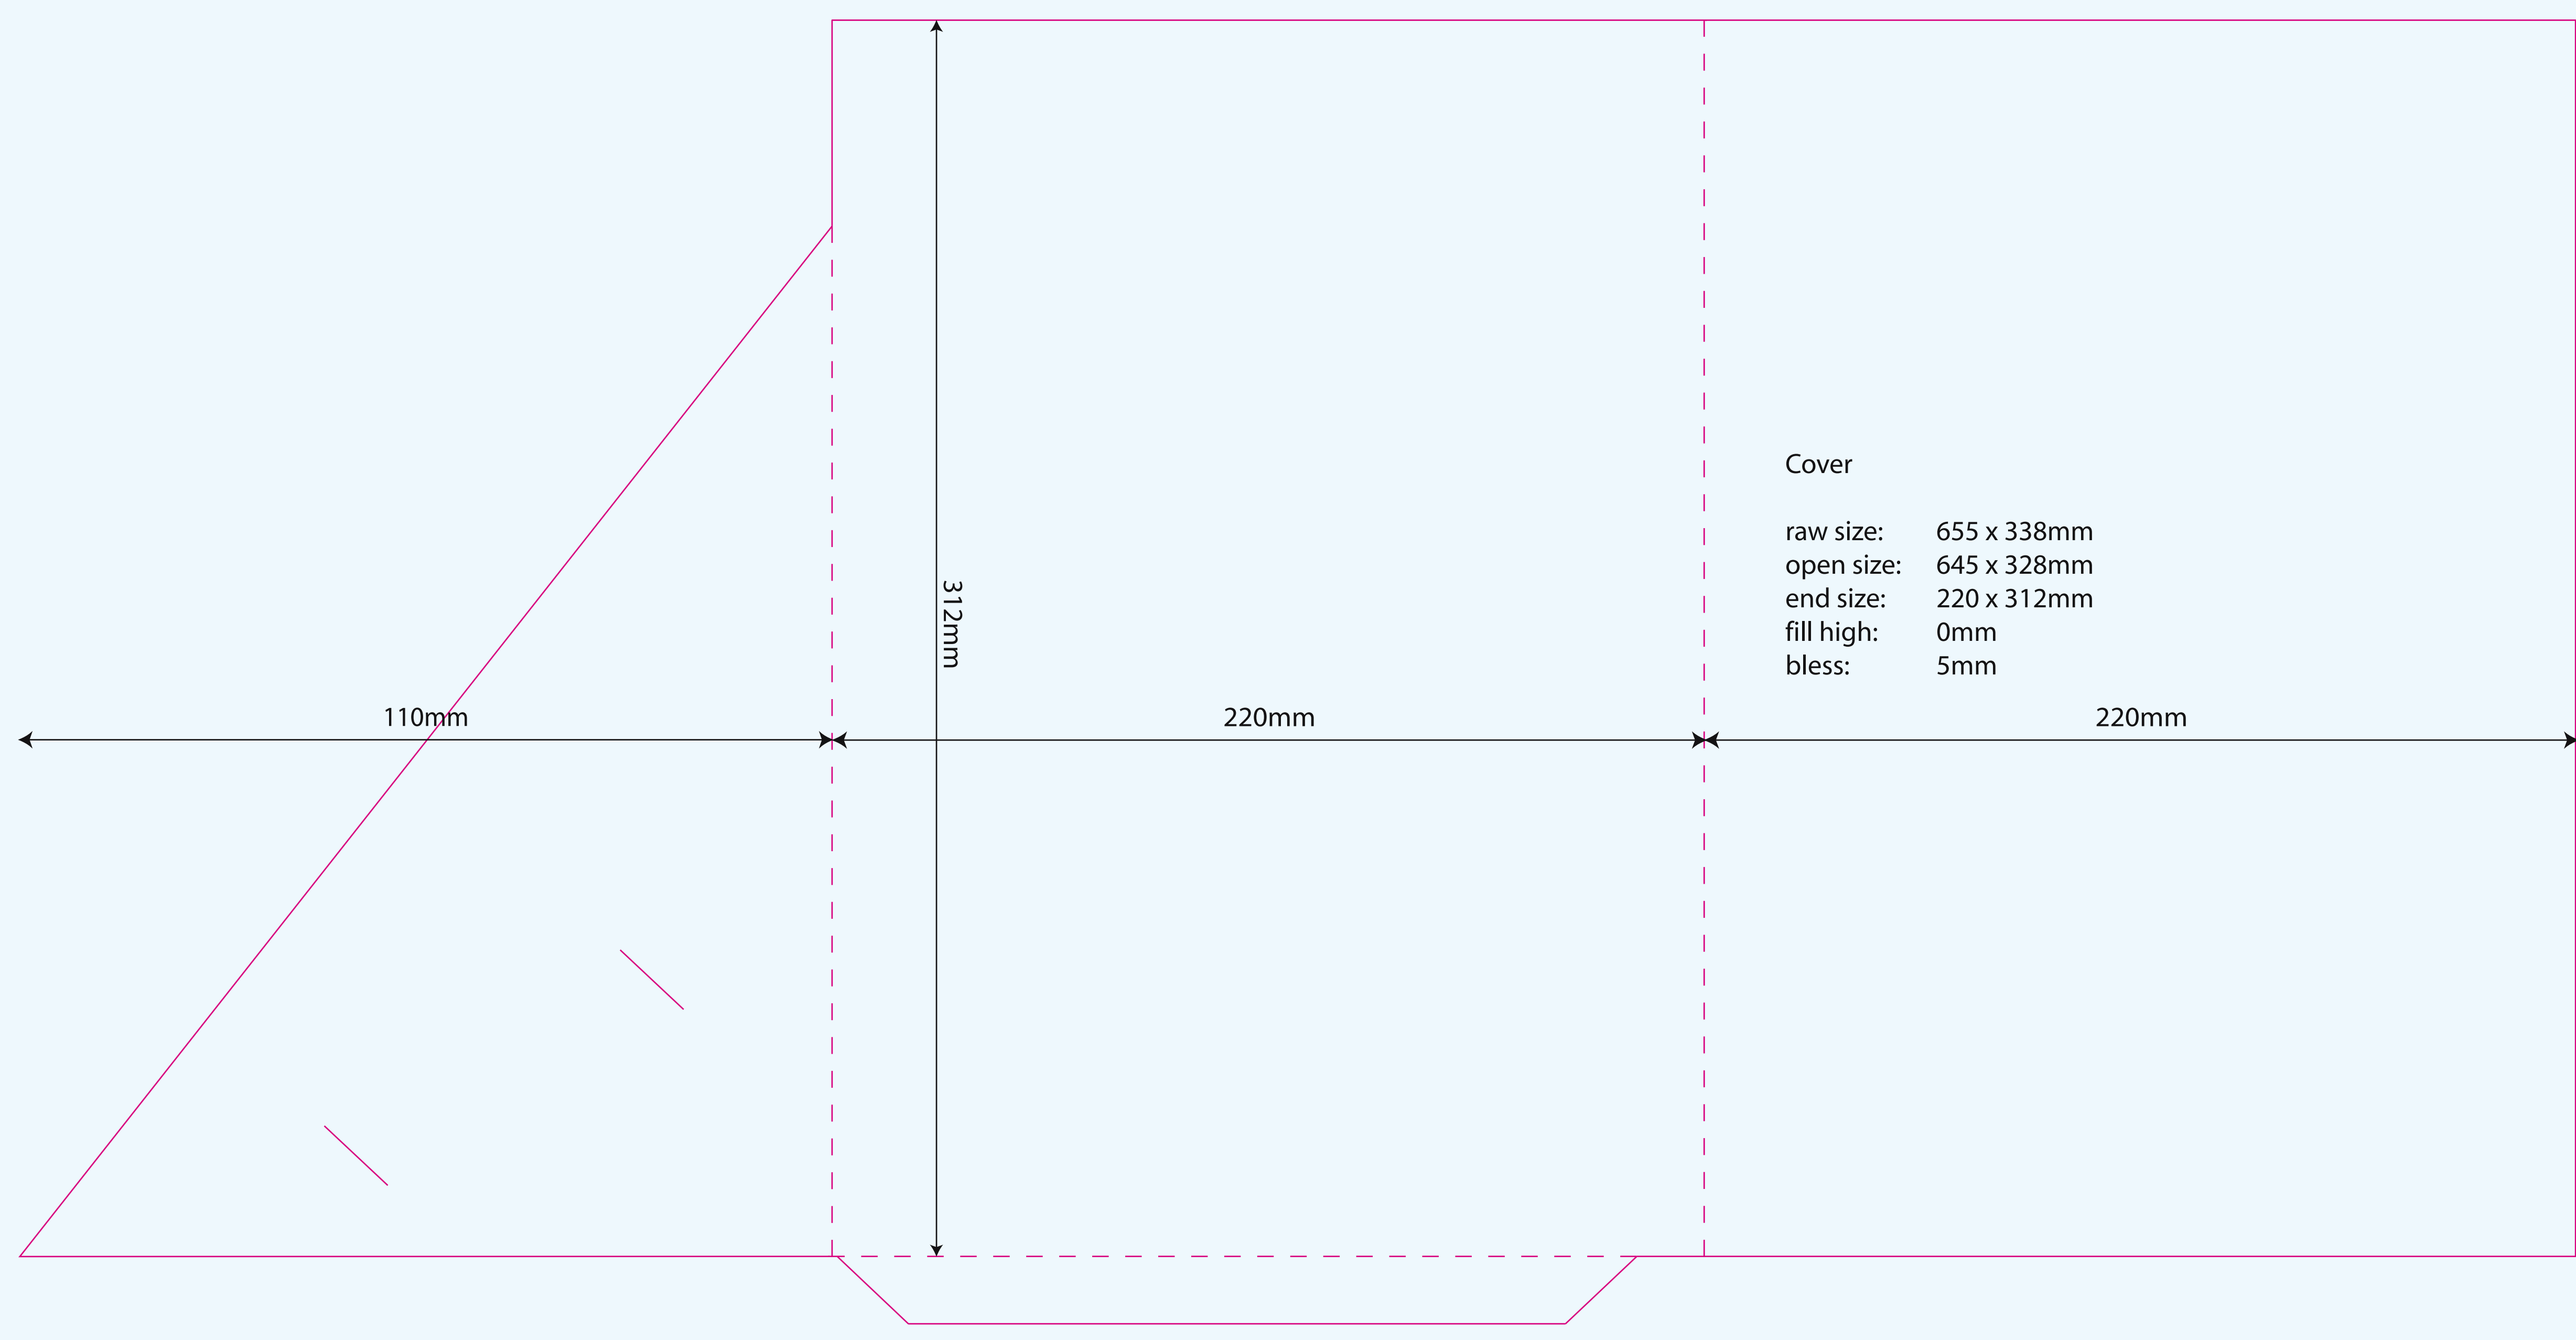 Cover
raw size: 655 x 338mm
open size: 645 x 328mm
end size: 220 x 312mm
fill high: 0mm
bless: 5mm
312mm
110mm
220mm
220mm